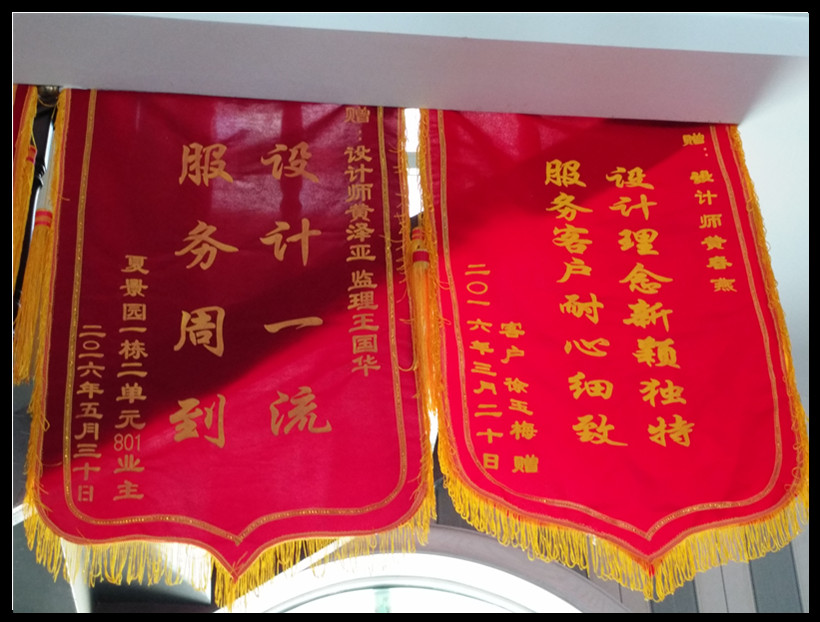 赠：设计师黄泽亚 监理王国华
设计一流
服务周到
夏景园一栋二单元801业主
二〇一六年五月三十日
赠：设计师黄春燕
设计理念新颖独特
服务客户耐心细致
客户 徐玉梅 赠
二〇一六年三月二十日